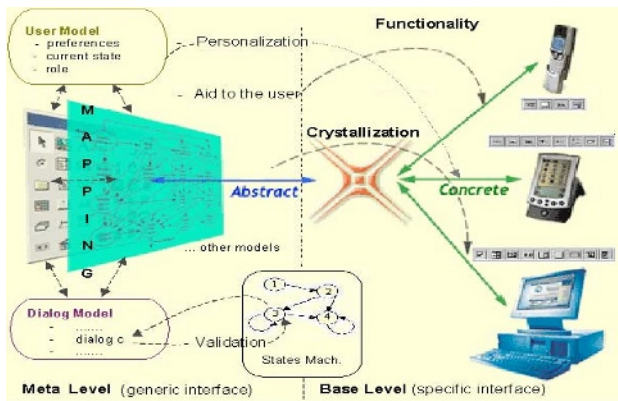 User Model
- preferences
- current state
- role
- Personalization
- Aid to the user
Functionality
Crystallization
MAPPING
Abstract
Concrete
... other models
Dialog Model
- ......
- dialog c
- ......
Validation
1
2
3
4
States Mach.
Meta Level (generic interface)
Base Level (specific interface)